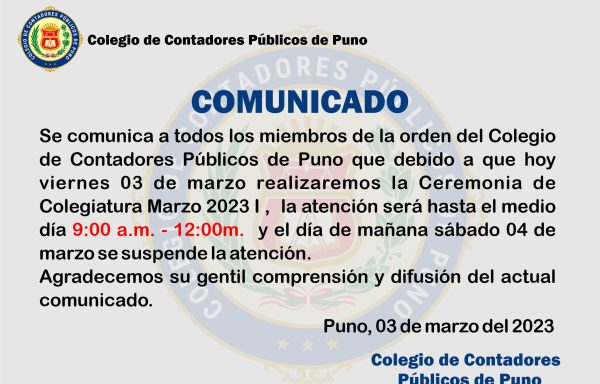 Colegio de Contadores Públicos de Puno
COMUNICADO
Se comunica a todos los miembros de la orden del Colegio
de Contadores Públicos de Puno que debido a que hoy
viernes 03 de marzo realizaremos la Ceremonia de
Colegiatura Marzo 2023 I , la atención será hasta el medio
día 9:00 a.m. - 12:00m. y el día de mañana sábado 04 de
marzo se suspende la atención.
Agradecemos su gentil comprensión y difusión del actual
comunicado.
Puno, 03 de marzo del 2023
Colegio de Contadores
Públicos de Puno